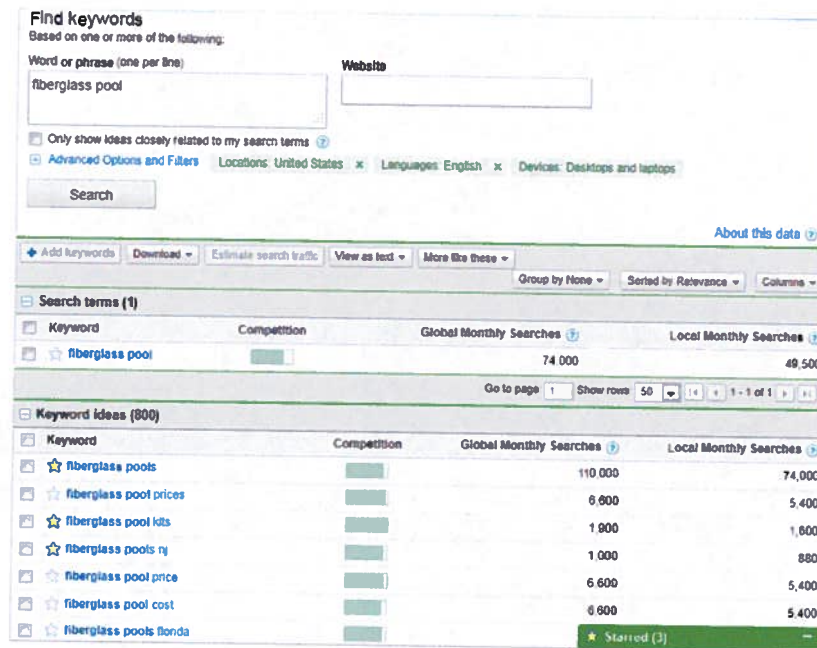 Find keywords
Based on one or more of the following:
Word or phrase (one per line) Website
fiberglass pool
Only show ideas closely related to my search terms ?
Advanced Options and Filters Locations: United States x Languages: English x Devices: Desktops and laptops
Search
About this data ?
Add keywords Download Estimate search traffic View as text More like these
Group by None Sorted by Relevance Columns
Search terms (1)
Keyword Competition Global Monthly Searches ? Local Monthly Searches ?
fiberglass pool 74,000 49,500
Go to page 1 Show rows 50 1 - 1 of 1
Keyword ideas (800)
Keyword Competition Global Monthly Searches ? Local Monthly Searches ?
fiberglass pools 110,000 74,000
fiberglass pool prices 6,600 5,400
fiberglass pool kits 1,900 1,600
fiberglass pools nj 1,000 880
fiberglass pool price 6,600 5,400
fiberglass pool cost 6,600 5,400
fiberglass pools florida
Starred (3)